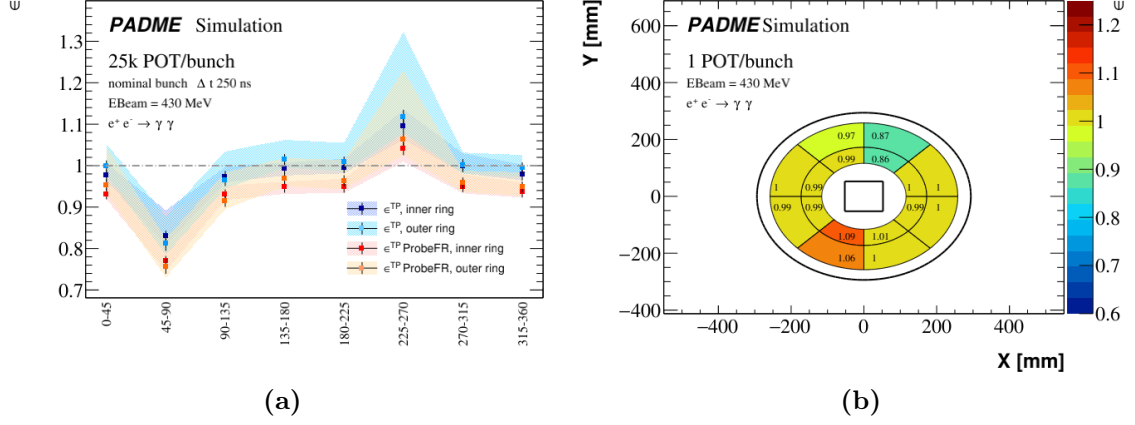 ϵ
PADME Simulation
25k POT/bunch
nominal bunch Δ t 250 ns
EBeam = 430 MeV
e⁺ e⁻ → γ γ
1.3
1.2
1.1
1
0.9
0.8
0.7
ϵᵀᴾ, inner ring
ϵᵀᴾ, outer ring
ϵᵀᴾ ProbeFR, inner ring
ϵᵀᴾ ProbeFR, outer ring
0-45
45-90
90-135
135-180
180-225
225-270
270-315
315-360
(a)
Y [mm]
PADME Simulation
1 POT/bunch
EBeam = 430 MeV
e⁺ e⁻ → γ γ
600
400
200
0
−200
−400
0.97 0.87
0.99 0.86
1 0.99 1 1
0.99 0.99 0.99 1
1.09 1.01
1.06 1
−400 −200 0 200 400
X [mm]
ϵ
1.2
1.1
1
0.9
0.8
0.7
0.6
(b)